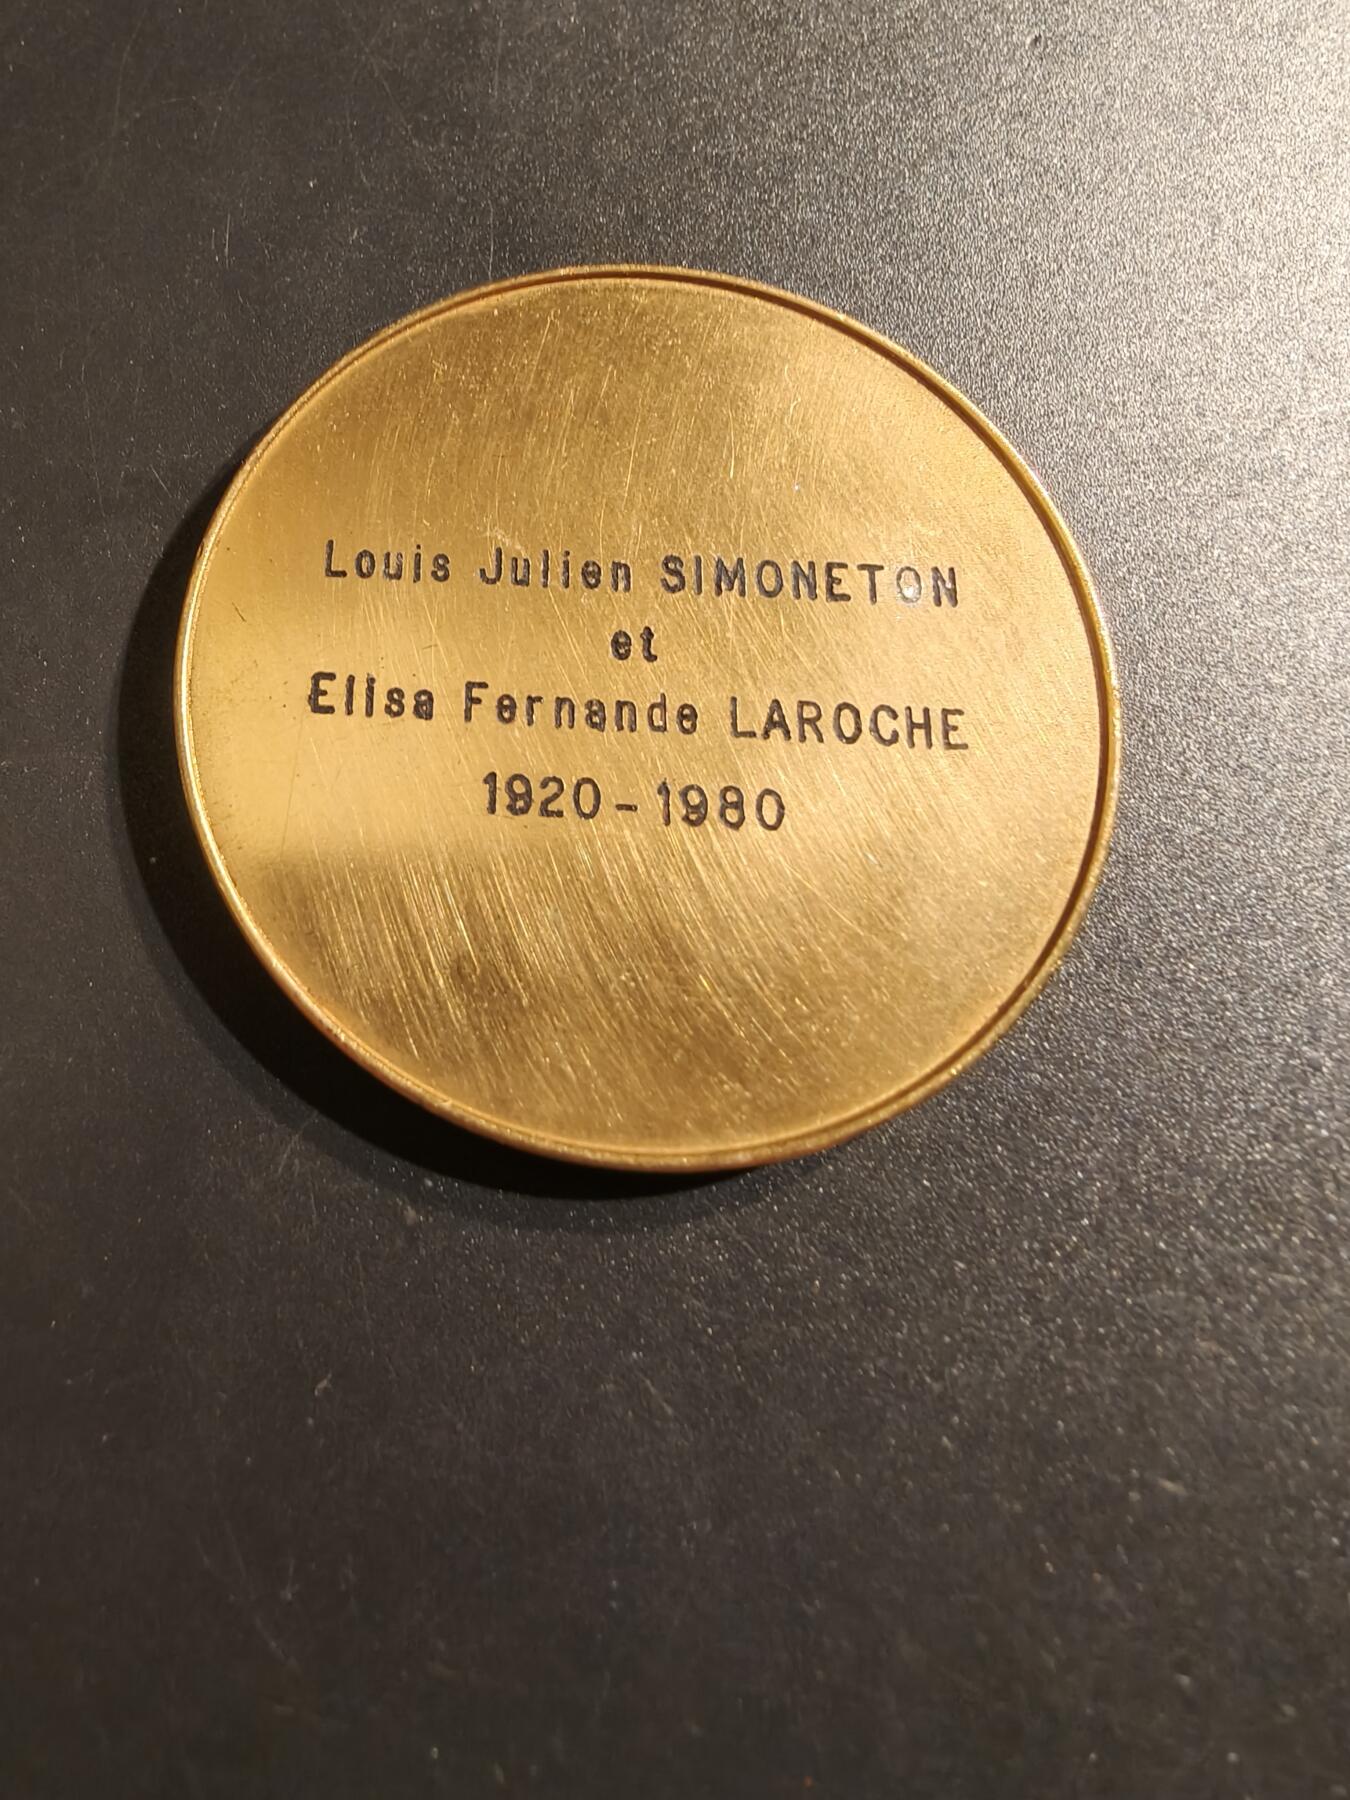 Louis Julien SIMONETON
et
Elisa Fernande LAROCHE
1920-1980